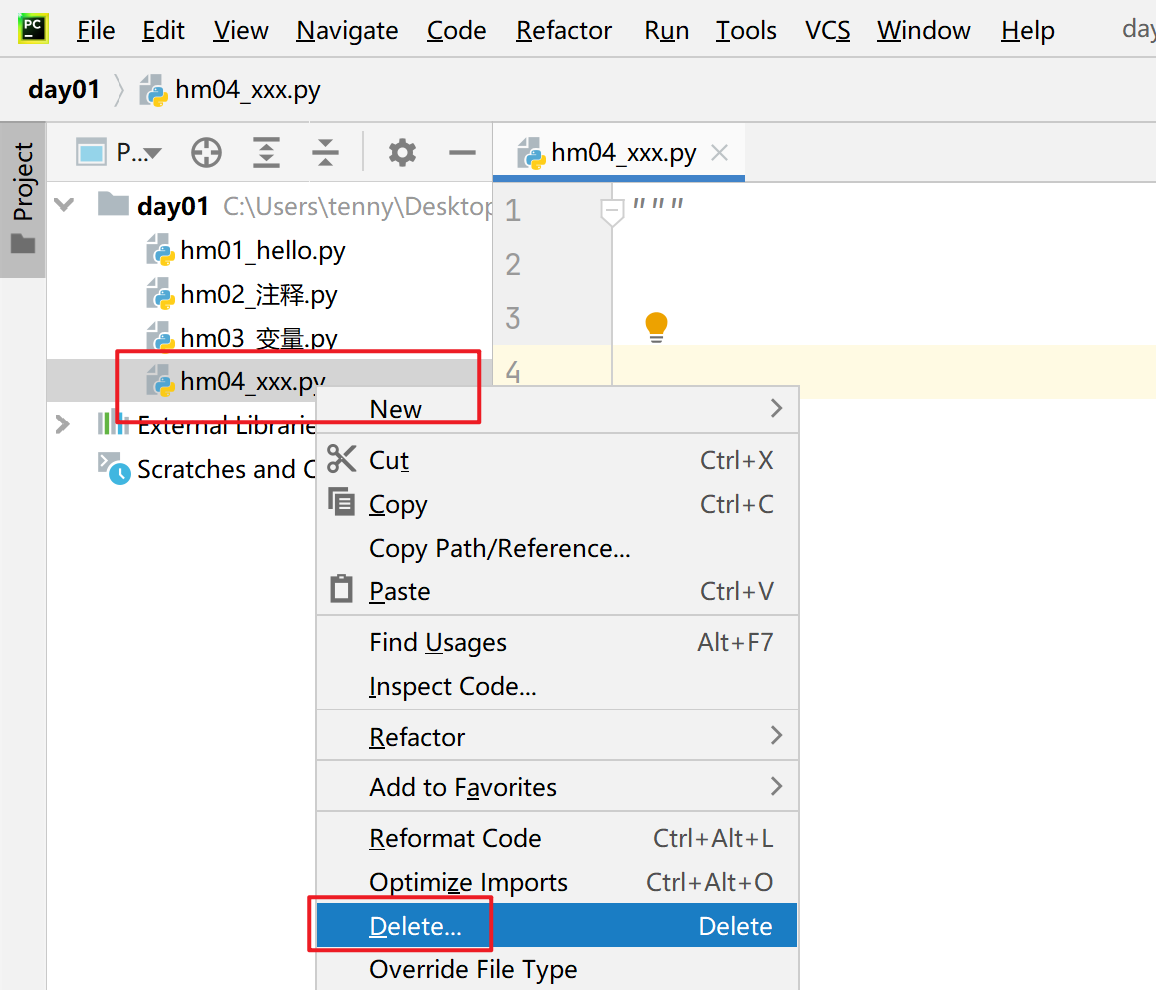 PC File Edit View Navigate Code Refactor Run Tools VCS Window Help day
day01 hm04_xxx.py
Project
P... hm04_xxx.py
day01 C:\Users\tenny\Desktop
hm01_hello.py
hm02_注释.py
hm03_变量.py
hm04_xxx.py
External Librarie
Scratches and C
1 """
2
3
4
New
Cut Ctrl+X
Copy Ctrl+C
Copy Path/Reference...
Paste Ctrl+V
Find Usages Alt+F7
Inspect Code...
Refactor
Add to Favorites
Reformat Code Ctrl+Alt+L
Optimize Imports Ctrl+Alt+O
Delete... Delete
Override File Type